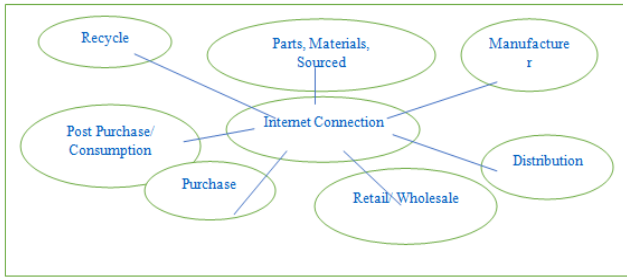 Recycle
Parts, Materials,
Sourced
Manufacture
r
Internet Connection
Post Purchase/
Consumption
Distribution
Purchase
Retail/ Wholesale